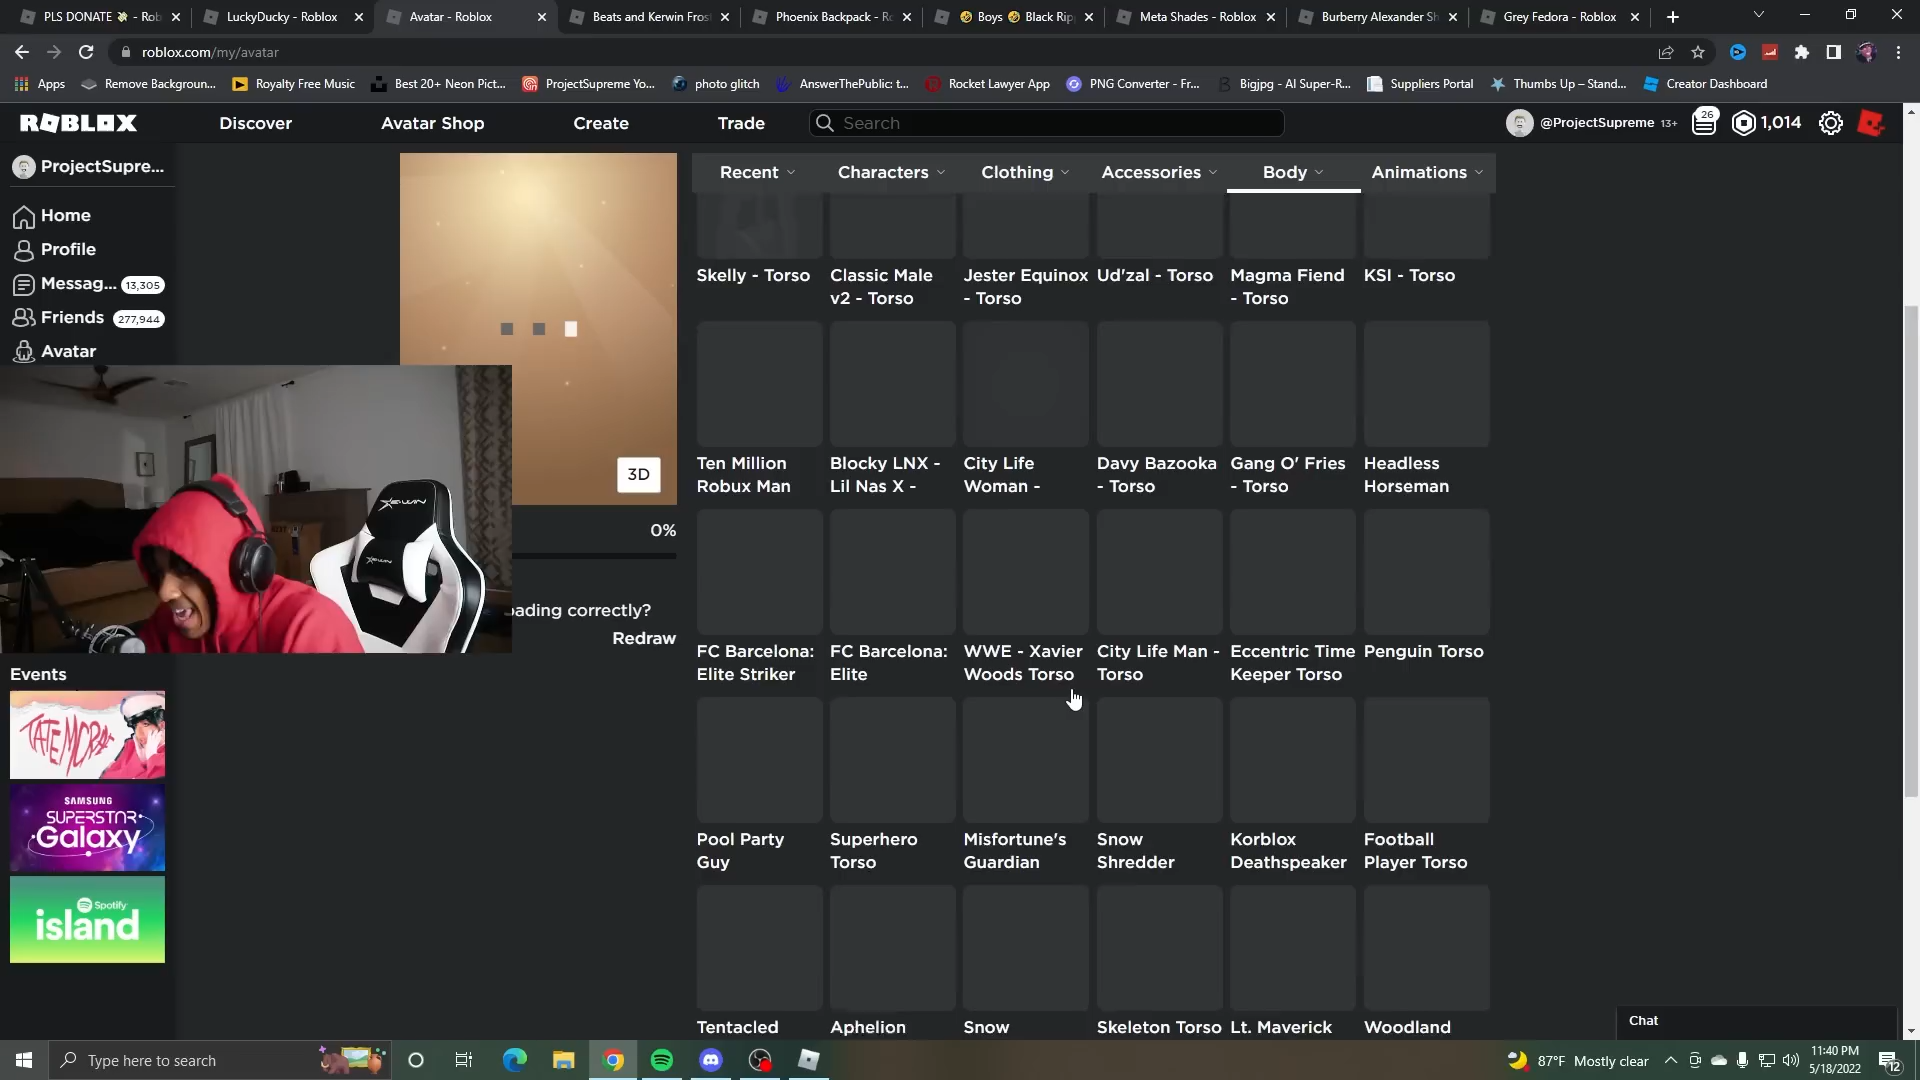 PLS DONATE 💸 - Rob
LuckyDucky - Roblox
Avatar - Roblox
Beats and Kerwin Fros
Phoenix Backpack - Ro
🤣 Boys 🤣 Black Rip
Meta Shades - Roblox
Burberry Alexander Sh
Grey Fedora - Roblox
roblox.com/my/avatar
Apps
Remove Backgroun...
Royalty Free Music
Best 20+ Neon Pict...
ProjectSupreme Yo...
photo glitch
AnswerThePublic: t...
Rocket Lawyer App
PNG Converter - Fr...
Bigjpg - AI Super-R...
Suppliers Portal
Thumbs Up – Stand...
Creator Dashboard
ROBLOX
Discover
Avatar Shop
Create
Trade
Search
@ProjectSupreme 13+
26
1,014
ProjectSupre...
Home
Profile
Messag... 13,305
Friends 277,944
Avatar
Recent
Characters
Clothing
Accessories
Body
Animations
3D
0%
oading correctly?
Redraw
Skelly - Torso
Classic Male
v2 - Torso
Jester Equinox
- Torso
Ud'zal - Torso
Magma Fiend
- Torso
KSI - Torso
Ten Million
Robux Man
Blocky LNX -
Lil Nas X -
City Life
Woman -
Davy Bazooka
- Torso
Gang O' Fries
- Torso
Headless
Horseman
FC Barcelona:
Elite Striker
FC Barcelona:
Elite
WWE - Xavier
Woods Torso
City Life Man -
Torso
Eccentric Time
Keeper Torso
Penguin Torso
Pool Party
Guy
Superhero
Torso
Misfortune's
Guardian
Snow
Shredder
Korblox
Deathspeaker
Football
Player Torso
Tentacled
Aphelion
Snow
Skeleton Torso
Lt. Maverick
Woodland
Events
TATE MCRAE
SAMSUNG
SUPERSTAR
Galaxy
Spotify
island
EWIN
EWIN
Chat
Type here to search
87°F Mostly clear
11:40 PM
5/18/2022
12